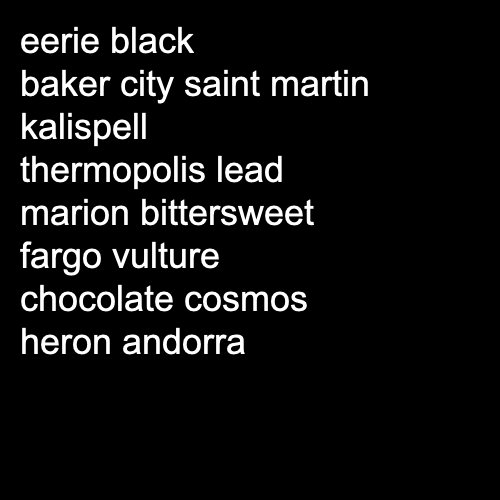 eerie black
baker city saint martin
kalispell
thermopolis lead
marion bittersweet
fargo vulture
chocolate cosmos
heron andorra